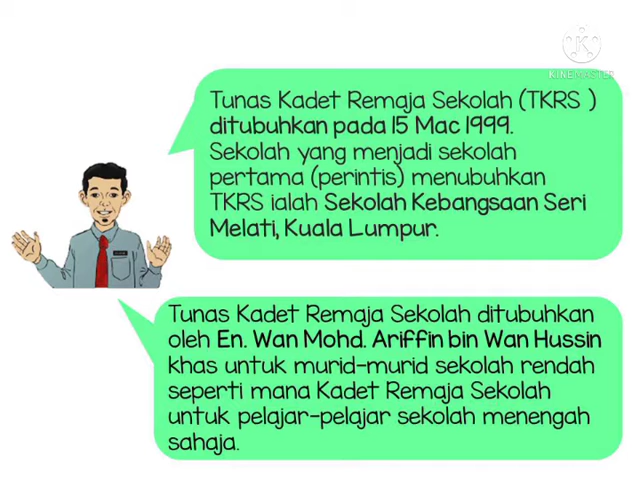 KINEMASTER
Tunas Kadet Remaja Sekolah (TKRS )
ditubuhkan pada 15 Mac 1999.
Sekolah yang menjadi sekolah
pertama (perintis) menubuhkan
TKRS ialah Sekolah Kebangsaan Seri
Melati, Kuala Lumpur.
Tunas Kadet Remaja Sekolah ditubuhkan
oleh En. Wan Mohd. Ariffin bin Wan Hussin
khas untuk murid-murid sekolah rendah
seperti mana Kadet Remaja Sekolah
untuk pelajar-pelajar sekolah menengah
sahaja.